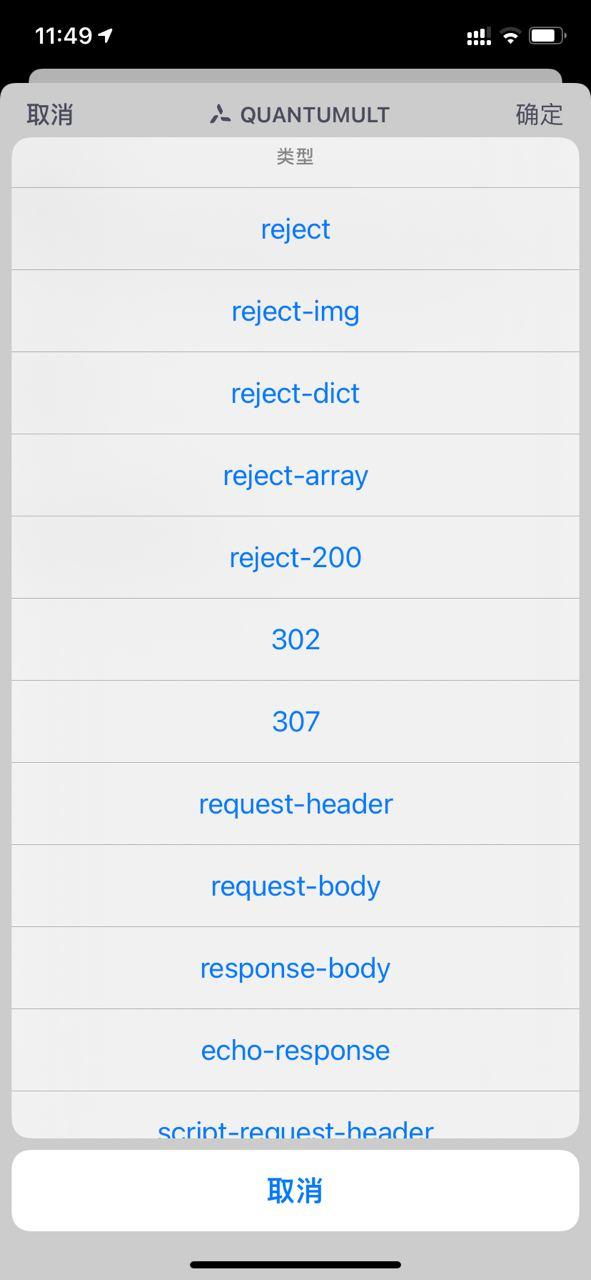 11:49
取消
QUANTUMULT
确定
类型
reject
reject-img
reject-dict
reject-array
reject-200
302
307
request-header
request-body
response-body
echo-response
script-request-header
取消